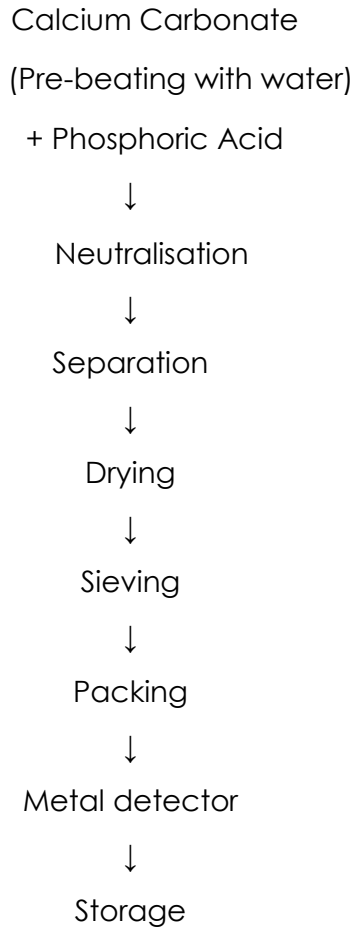 Calcium Carbonate
(Pre-beating with water)
+ Phosphoric Acid
↓
Neutralisation
↓
Separation
↓
Drying
↓
Sieving
↓
Packing
↓
Metal detector
↓
Storage